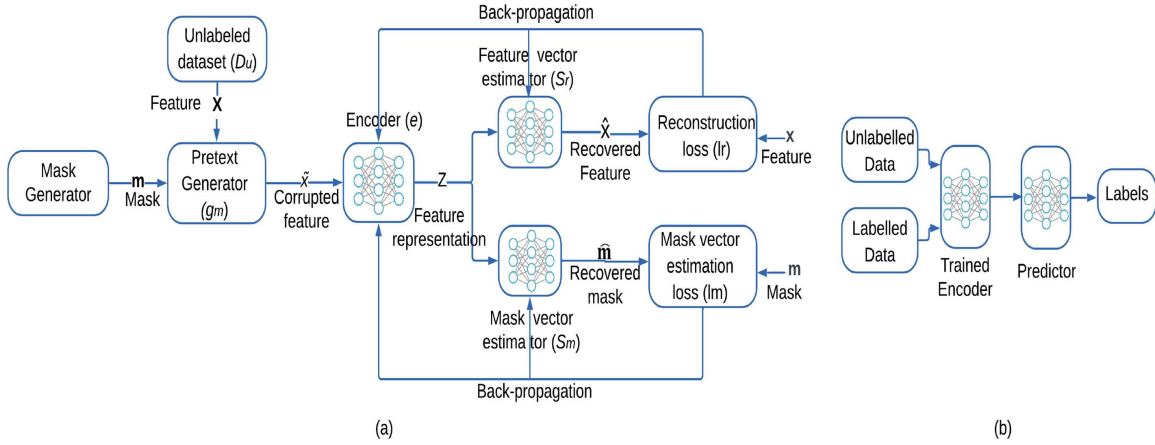 Back-propagation
Unlabeled
dataset (Du)
Feature X
Feature vector
estimator (Sr)
Encoder (e)
Mask
Generator
m
Mask
Pretext
Generator
(gm)
x̃
Corrupted
feature
Z
Feature
representation
X̂
Recovered
Feature
Reconstruction
loss (lr)
x
Feature
m̂
Recovered
mask
Mask vector
estimation
loss (lm)
m
Mask
Mask vector
estimator (Sm)
Back-propagation
(a)
Unlabelled
Data
Labelled
Data
Trained
Encoder
Predictor
Labels
(b)